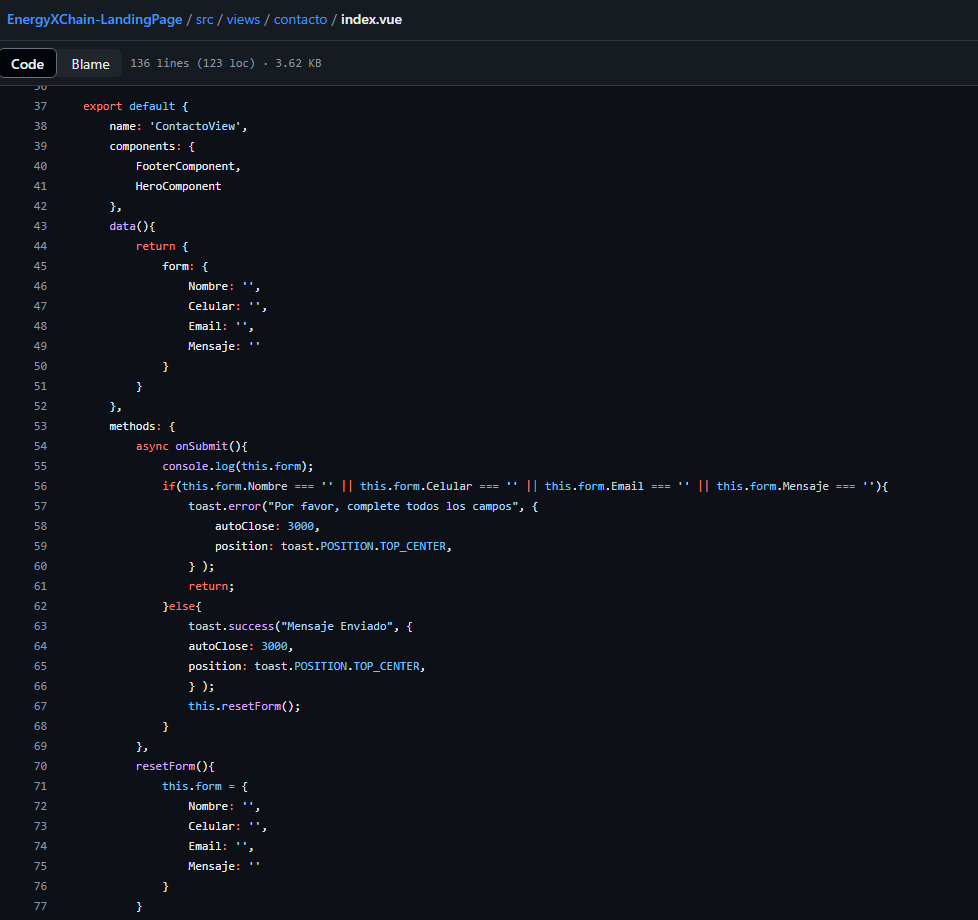 EnergyXChain-LandingPage / src / views / contacto / index.vue
Code Blame 136 lines (123 loc) · 3.62 KB
36
37 export default {
38 name: 'ContactoView',
39 components: {
40 FooterComponent,
41 HeroComponent
42 },
43 data(){
44 return {
45 form: {
46 Nombre: '',
47 Celular: '',
48 Email: '',
49 Mensaje: ''
50 }
51 }
52 },
53 methods: {
54 async onSubmit(){
55 console.log(this.form);
56 if(this.form.Nombre === '' || this.form.Celular === '' || this.form.Email === '' || this.form.Mensaje === ''){
57 toast.error("Por favor, complete todos los campos", {
58 autoClose: 3000,
59 position: toast.POSITION.TOP_CENTER,
60 } );
61 return;
62 }else{
63 toast.success("Mensaje Enviado", {
64 autoClose: 3000,
65 position: toast.POSITION.TOP_CENTER,
66 } );
67 this.resetForm();
68 }
69 },
70 resetForm(){
71 this.form = {
72 Nombre: '',
73 Celular: '',
74 Email: '',
75 Mensaje: ''
76 }
77 }